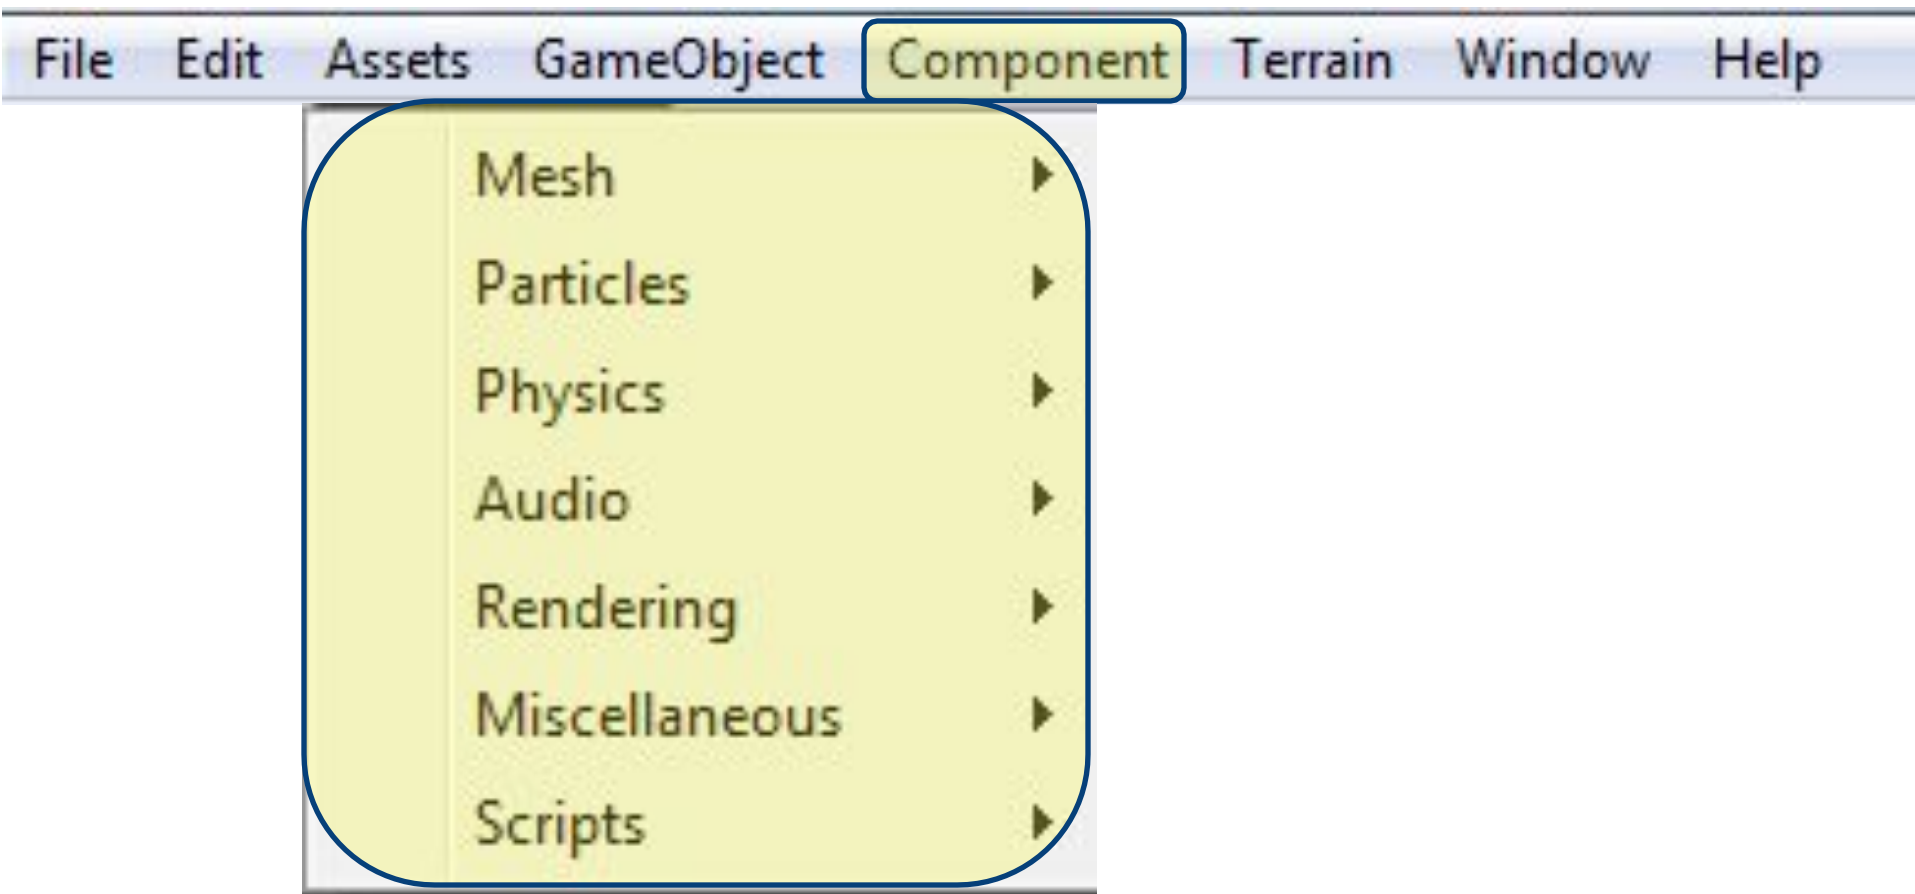 File Edit Assets GameObject Component Terrain Window Help
Mesh
Particles
Physics
Audio
Rendering
Miscellaneous
Scripts